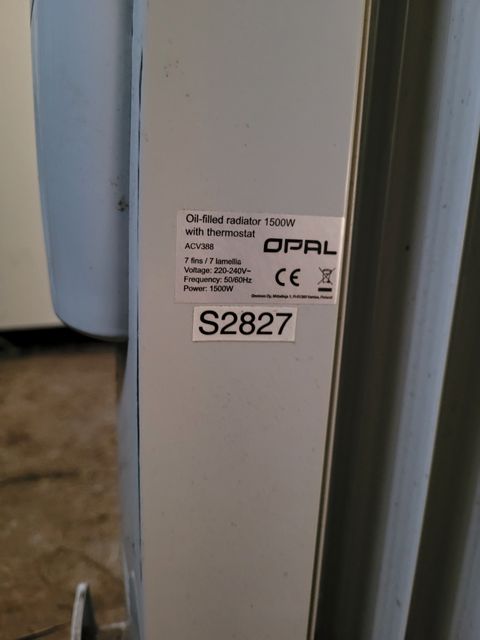 Oil-filled radiator 1500W
with thermostat
OPAL
ACV388
7 fins / 7 lamellia
Voltage: 220-240V~
Frequency: 50/60Hz
Power: 1500W
CE
S2827